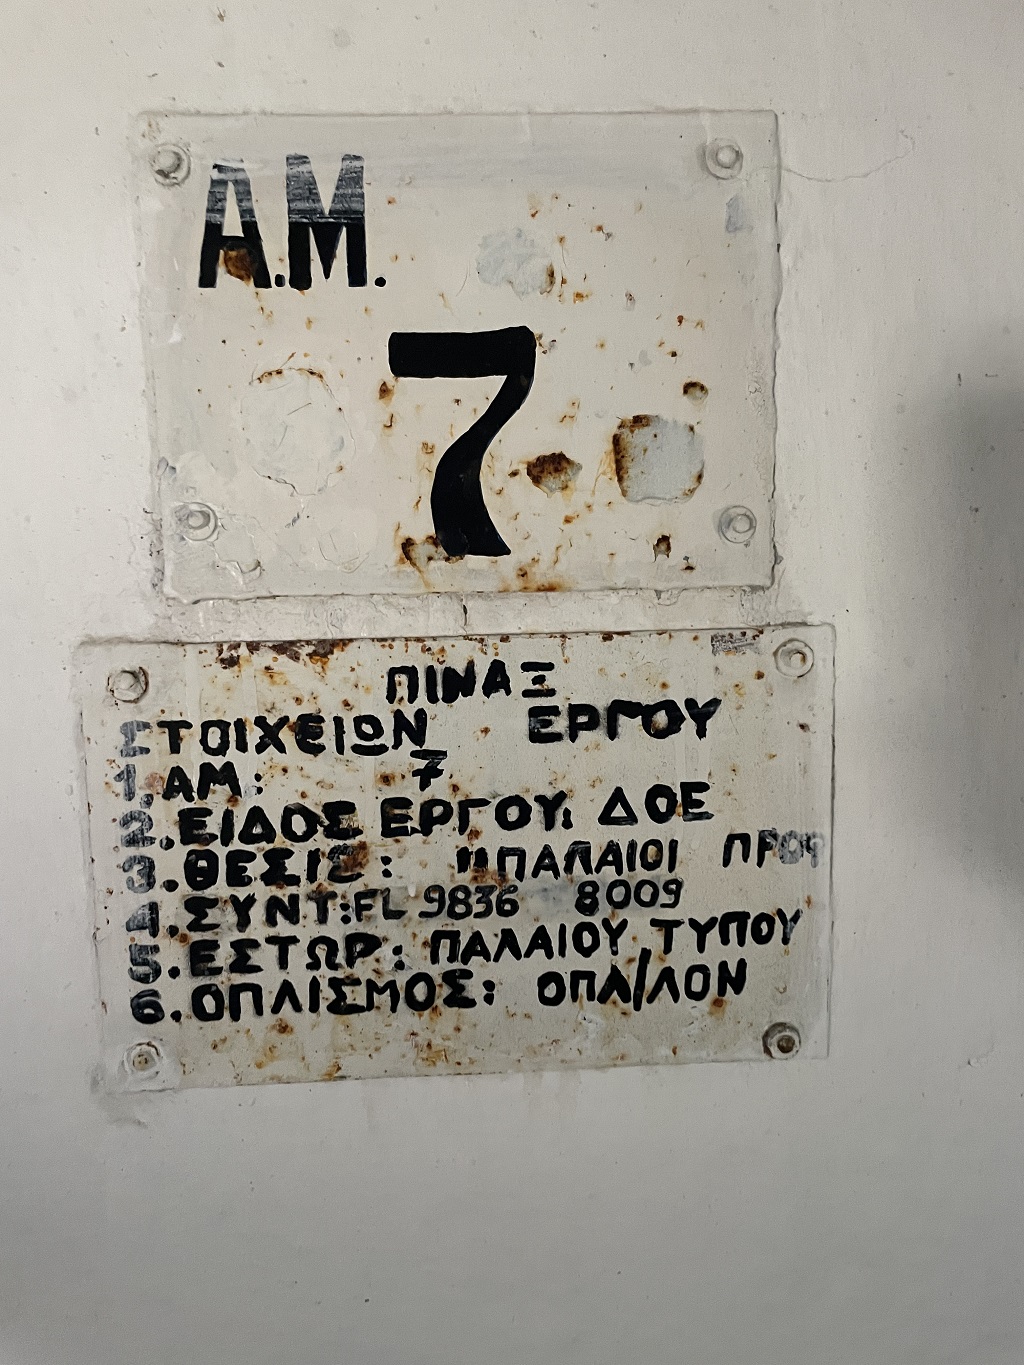 Α.Μ.
7
ΠΙΝΑΞ
ΣΤΟΙΧΕΙΩΝ ΕΡΓΟΥ
1. ΑΜ: 7
2. ΕΙΔΟΣ ΕΡΓΟΥ: ΔΟΕ
3. ΘΕΣΙΣ: "ΠΑΛΑΙΟΙ
4. ΣΥΝΤ: FL 9836 8009
5. ΕΣΤΩΡ: ΠΑΛΑΙΟΥ ΤΥΠΟΥ
6. ΟΠΛΙΣΜΟΣ: ΟΠΛ/ΛΟΝ